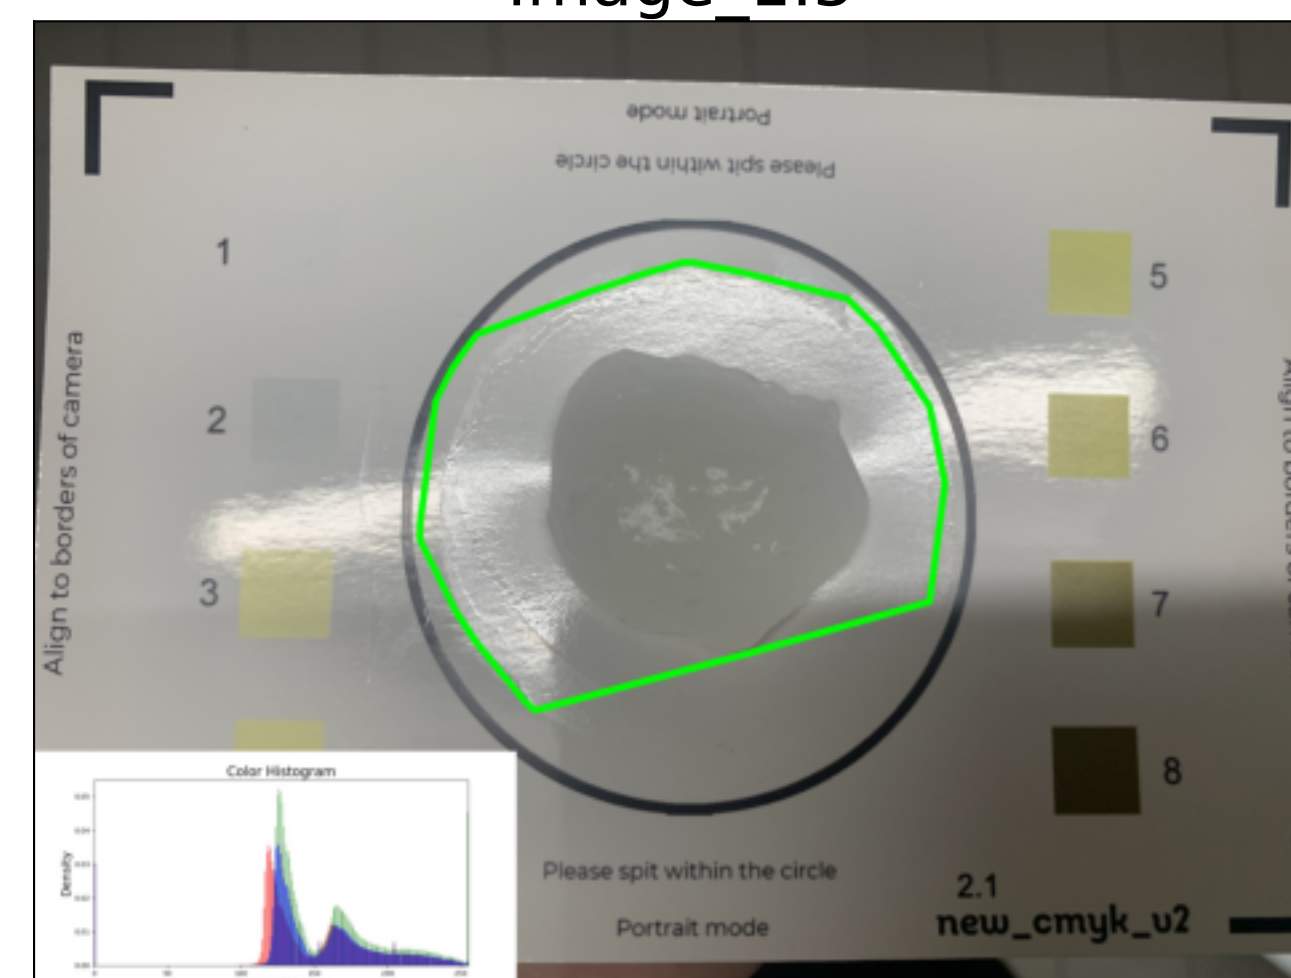 Portrait mode
Please spit within the circle
1
5
Align to borders of camera
2
6
3
7
8
Color Histogram
Density
Please spit within the circle
2.1
Portrait mode
new_cmyk_v2